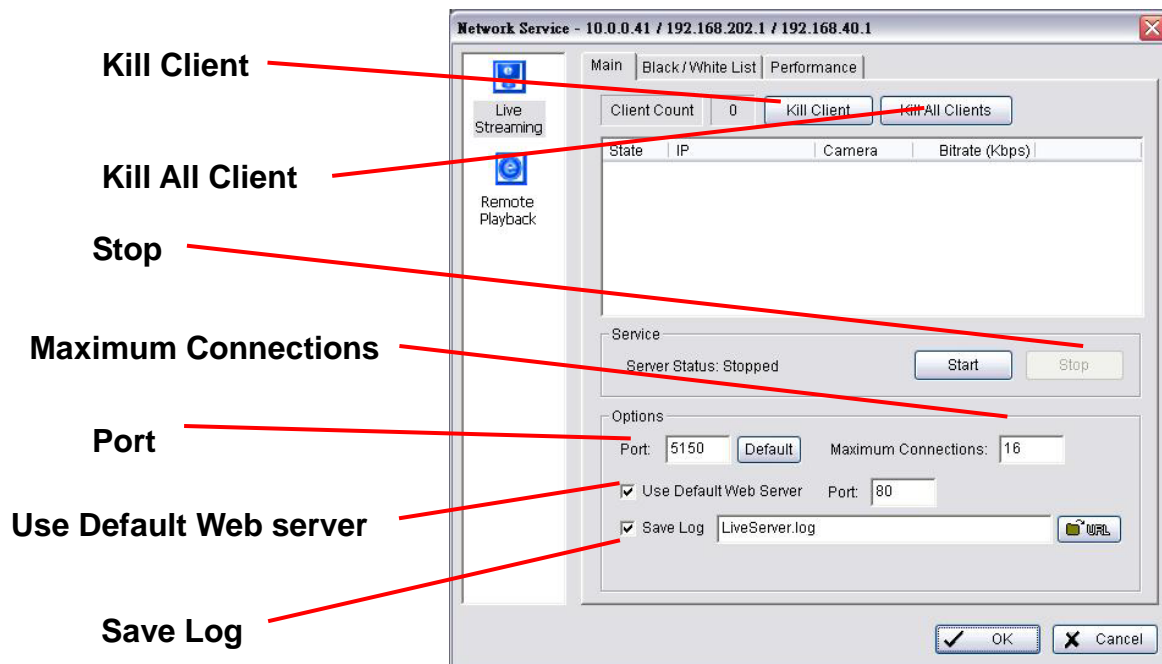 Network Service - 10.0.0.41 / 192.168.202.1 / 192.168.40.1
Kill Client
Kill All Client
Stop
Maximum Connections
Port
Use Default Web server
Save Log
Live
Streaming
Remote
Playback
Main Black / White List Performance
Client Count 0 Kill Client Kill All Clients
State IP Camera Bitrate (Kbps)
Service
Server Status: Stopped Start Stop
Options
Port: 5150 Default Maximum Connections: 16
Use Default Web Server Port: 80
Save Log LiveServer.log URL
OK Cancel